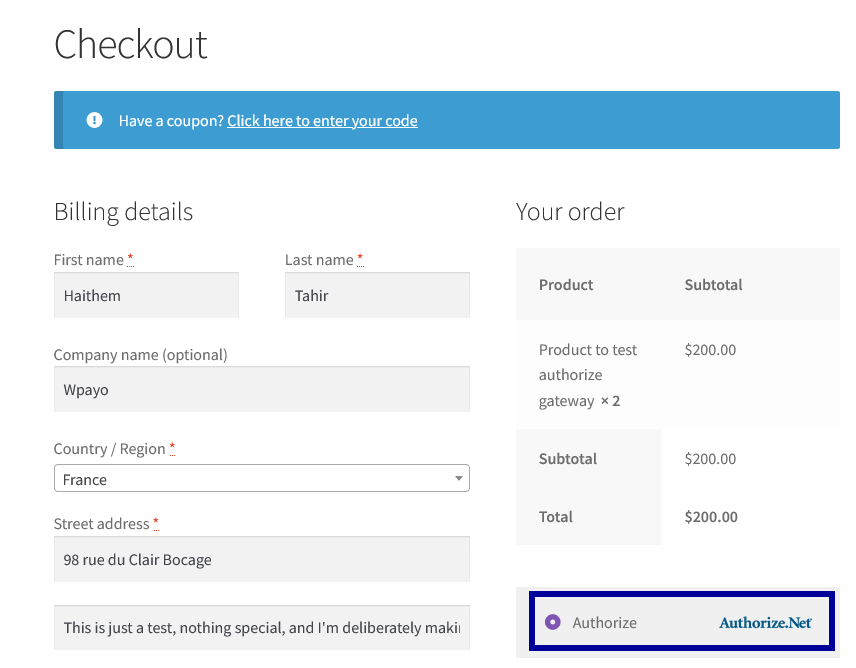 Checkout
Have a coupon? Click here to enter your code
Billing details
First name *
Last name *
Haithem
Tahir
Company name (optional)
Wpayo
Country / Region *
France
Street address *
98 rue du Clair Bocage
This is just a test, nothing special, and I'm deliberately maki
Your order
Product
Subtotal
Product to test
authorize
gateway × 2
$200.00
Subtotal
$200.00
Total
$200.00
Authorize
Authorize.Net